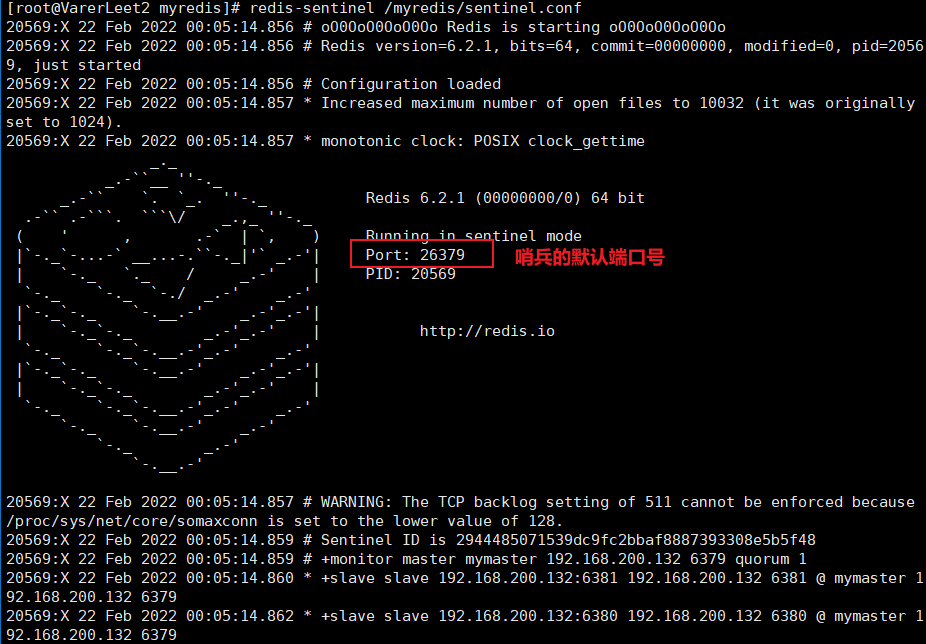 [root@VarerLeet2 myredis]# redis-sentinel /myredis/sentinel.conf
20569:X 22 Feb 2022 00:05:14.856 # oO0OoO0OoO0Oo Redis is starting oO0OoO0OoO0Oo
20569:X 22 Feb 2022 00:05:14.856 # Redis version=6.2.1, bits=64, commit=00000000, modified=0, pid=2056
9, just started
20569:X 22 Feb 2022 00:05:14.856 # Configuration loaded
20569:X 22 Feb 2022 00:05:14.857 * Increased maximum number of open files to 10032 (it was originally
set to 1024).
20569:X 22 Feb 2022 00:05:14.857 * monotonic clock: POSIX clock_gettime
Redis 6.2.1 (00000000/0) 64 bit
Running in sentinel mode
Port: 26379 哨兵的默认端口号
PID: 20569
http://redis.io
20569:X 22 Feb 2022 00:05:14.857 # WARNING: The TCP backlog setting of 511 cannot be enforced because
/proc/sys/net/core/somaxconn is set to the lower value of 128.
20569:X 22 Feb 2022 00:05:14.859 # Sentinel ID is 2944485071539dc9fc2bbaf8887393308e5b5f48
20569:X 22 Feb 2022 00:05:14.859 # +monitor master mymaster 192.168.200.132 6379 quorum 1
20569:X 22 Feb 2022 00:05:14.860 * +slave slave 192.168.200.132:6381 192.168.200.132 6381 @ mymaster 1
92.168.200.132 6379
20569:X 22 Feb 2022 00:05:14.862 * +slave slave 192.168.200.132:6380 192.168.200.132 6380 @ mymaster 1
92.168.200.132 6379